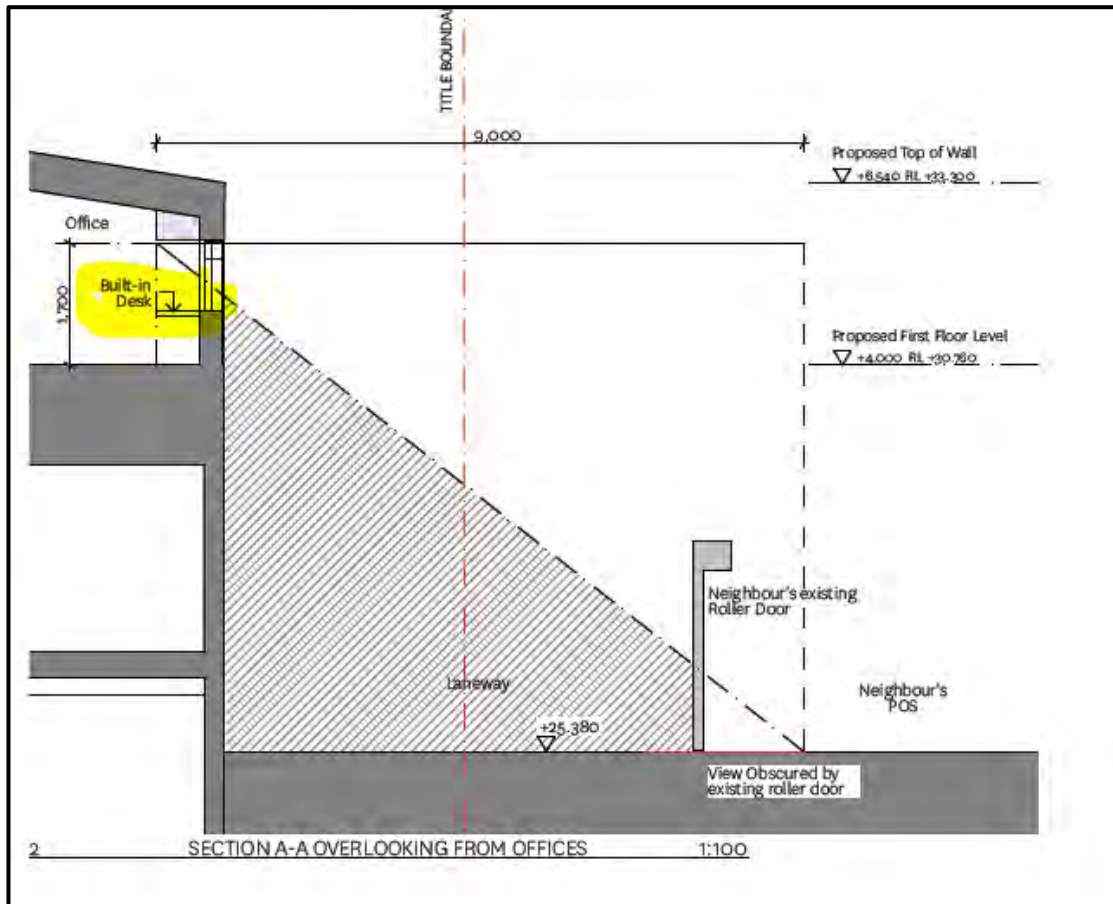 TITLE BOUNDA
9,000
Proposed Top of Wall
+6.540 RL +33.300
Office
Built-in
Desk
1,700
Proposed First Floor Level
+4.000 RL +30.760
Neighbour's existing
Roller Door
Laneway
Neighbour's
POS
+25.380
View Obscured by
existing roller door
2
SECTION A-A OVERLOOKING FROM OFFICES
1:100